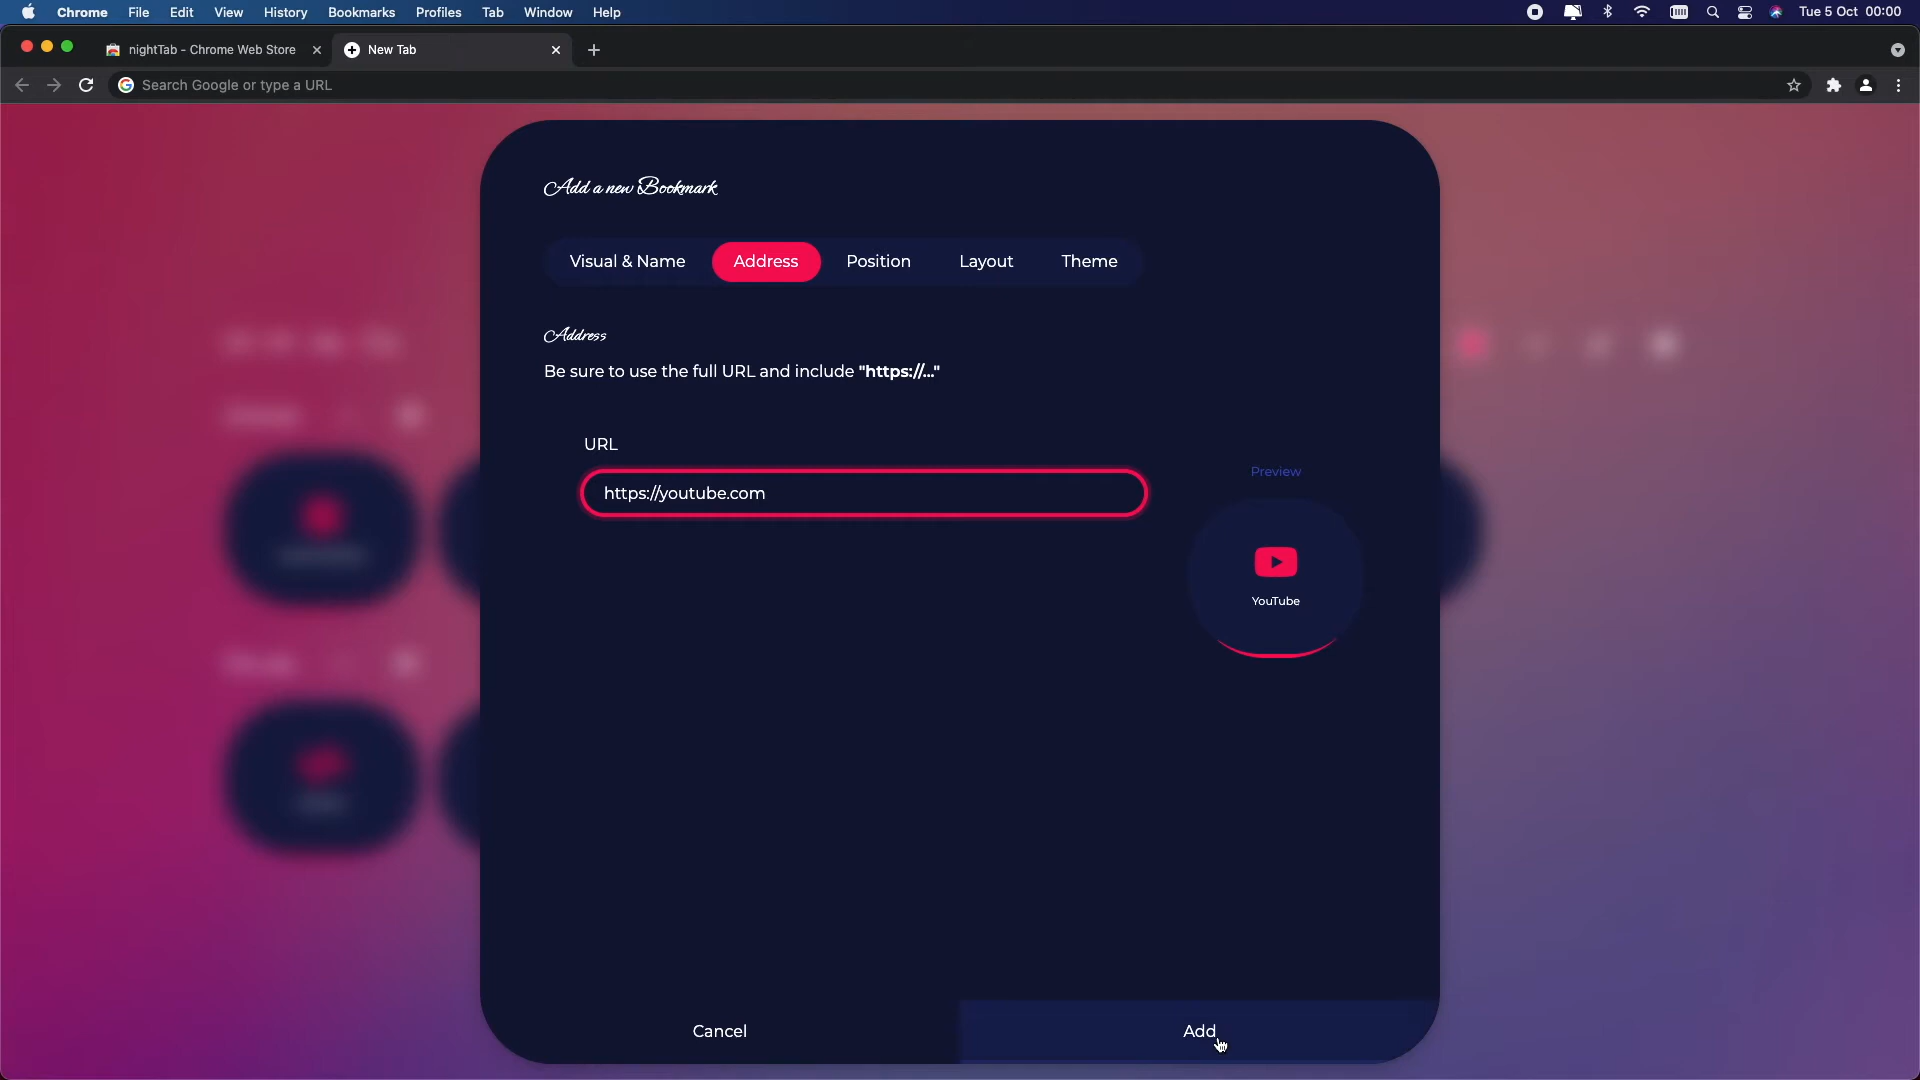 Chrome File Edit View History Bookmarks Profiles Tab Window Help Tue 5 Oct 00:00
nightTab - Chrome Web Store New Tab
Search Google or type a URL
Add a new Bookmark
Visual & Name Address Position Layout Theme
Address
Be sure to use the full URL and include "https://..."
URL
Preview
https://youtube.com
YouTube
Cancel Add